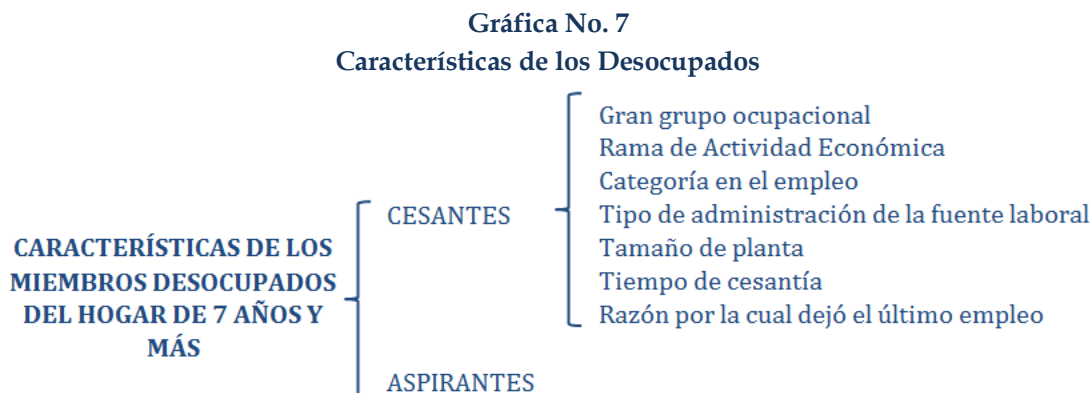 Gráfica No. 7
Características de los Desocupados
CARACTERÍSTICAS DE LOS
MIEMBROS DESOCUPADOS
DEL HOGAR DE 7 AÑOS Y
MÁS
CESANTES
Gran grupo ocupacional
Rama de Actividad Económica
Categoría en el empleo
Tipo de administración de la fuente laboral
Tamaño de planta
Tiempo de cesantía
Razón por la cual dejó el último empleo
ASPIRANTES